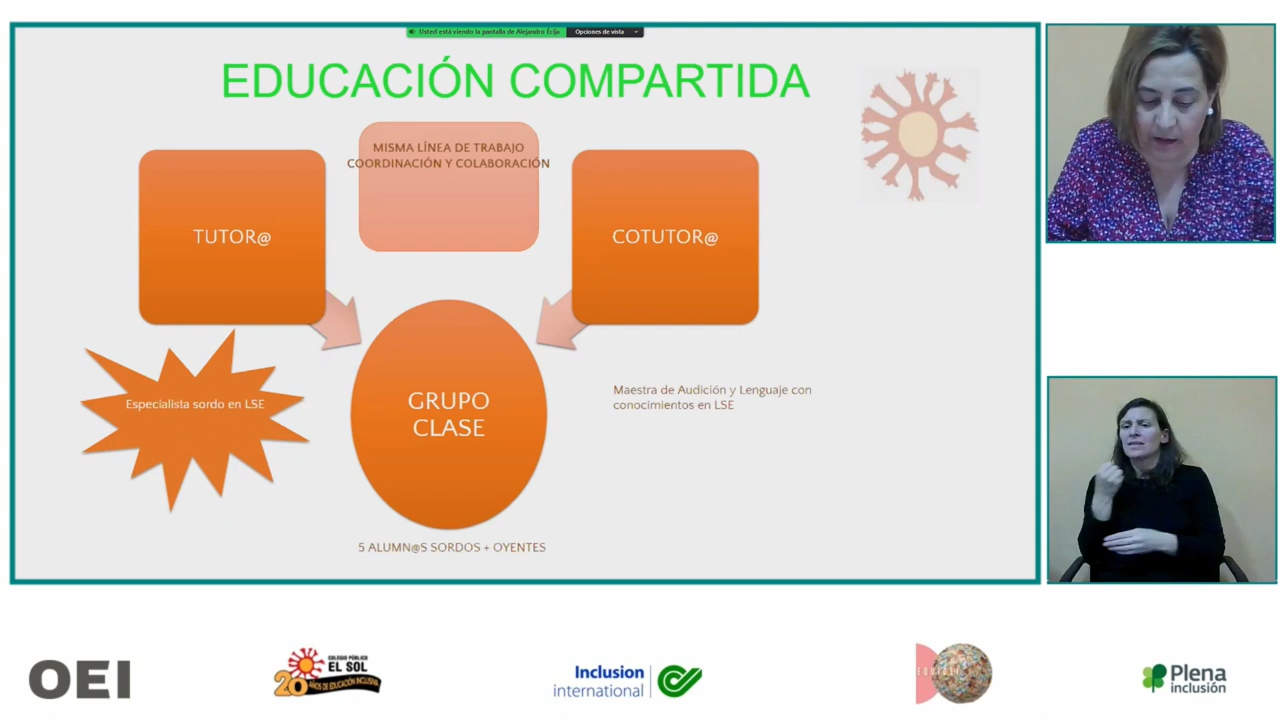 Usted está viendo la pantalla de Alejandro Écija
Opciones de vista
EDUCACIÓN COMPARTIDA
MISMA LÍNEA DE TRABAJO
COORDINACIÓN Y COLABORACIÓN
TUTOR@
COTUTOR@
Especialista sordo en LSE
GRUPO
CLASE
Maestra de Audición y Lenguaje con
conocimientos en LSE
5 ALUMN@S SORDOS + OYENTES
OEI
COLEGIO PÚBLICO
EL SOL
20 AÑOS DE EDUCACIÓN INCLUSIVA
Inclusion
international
Plena
inclusión